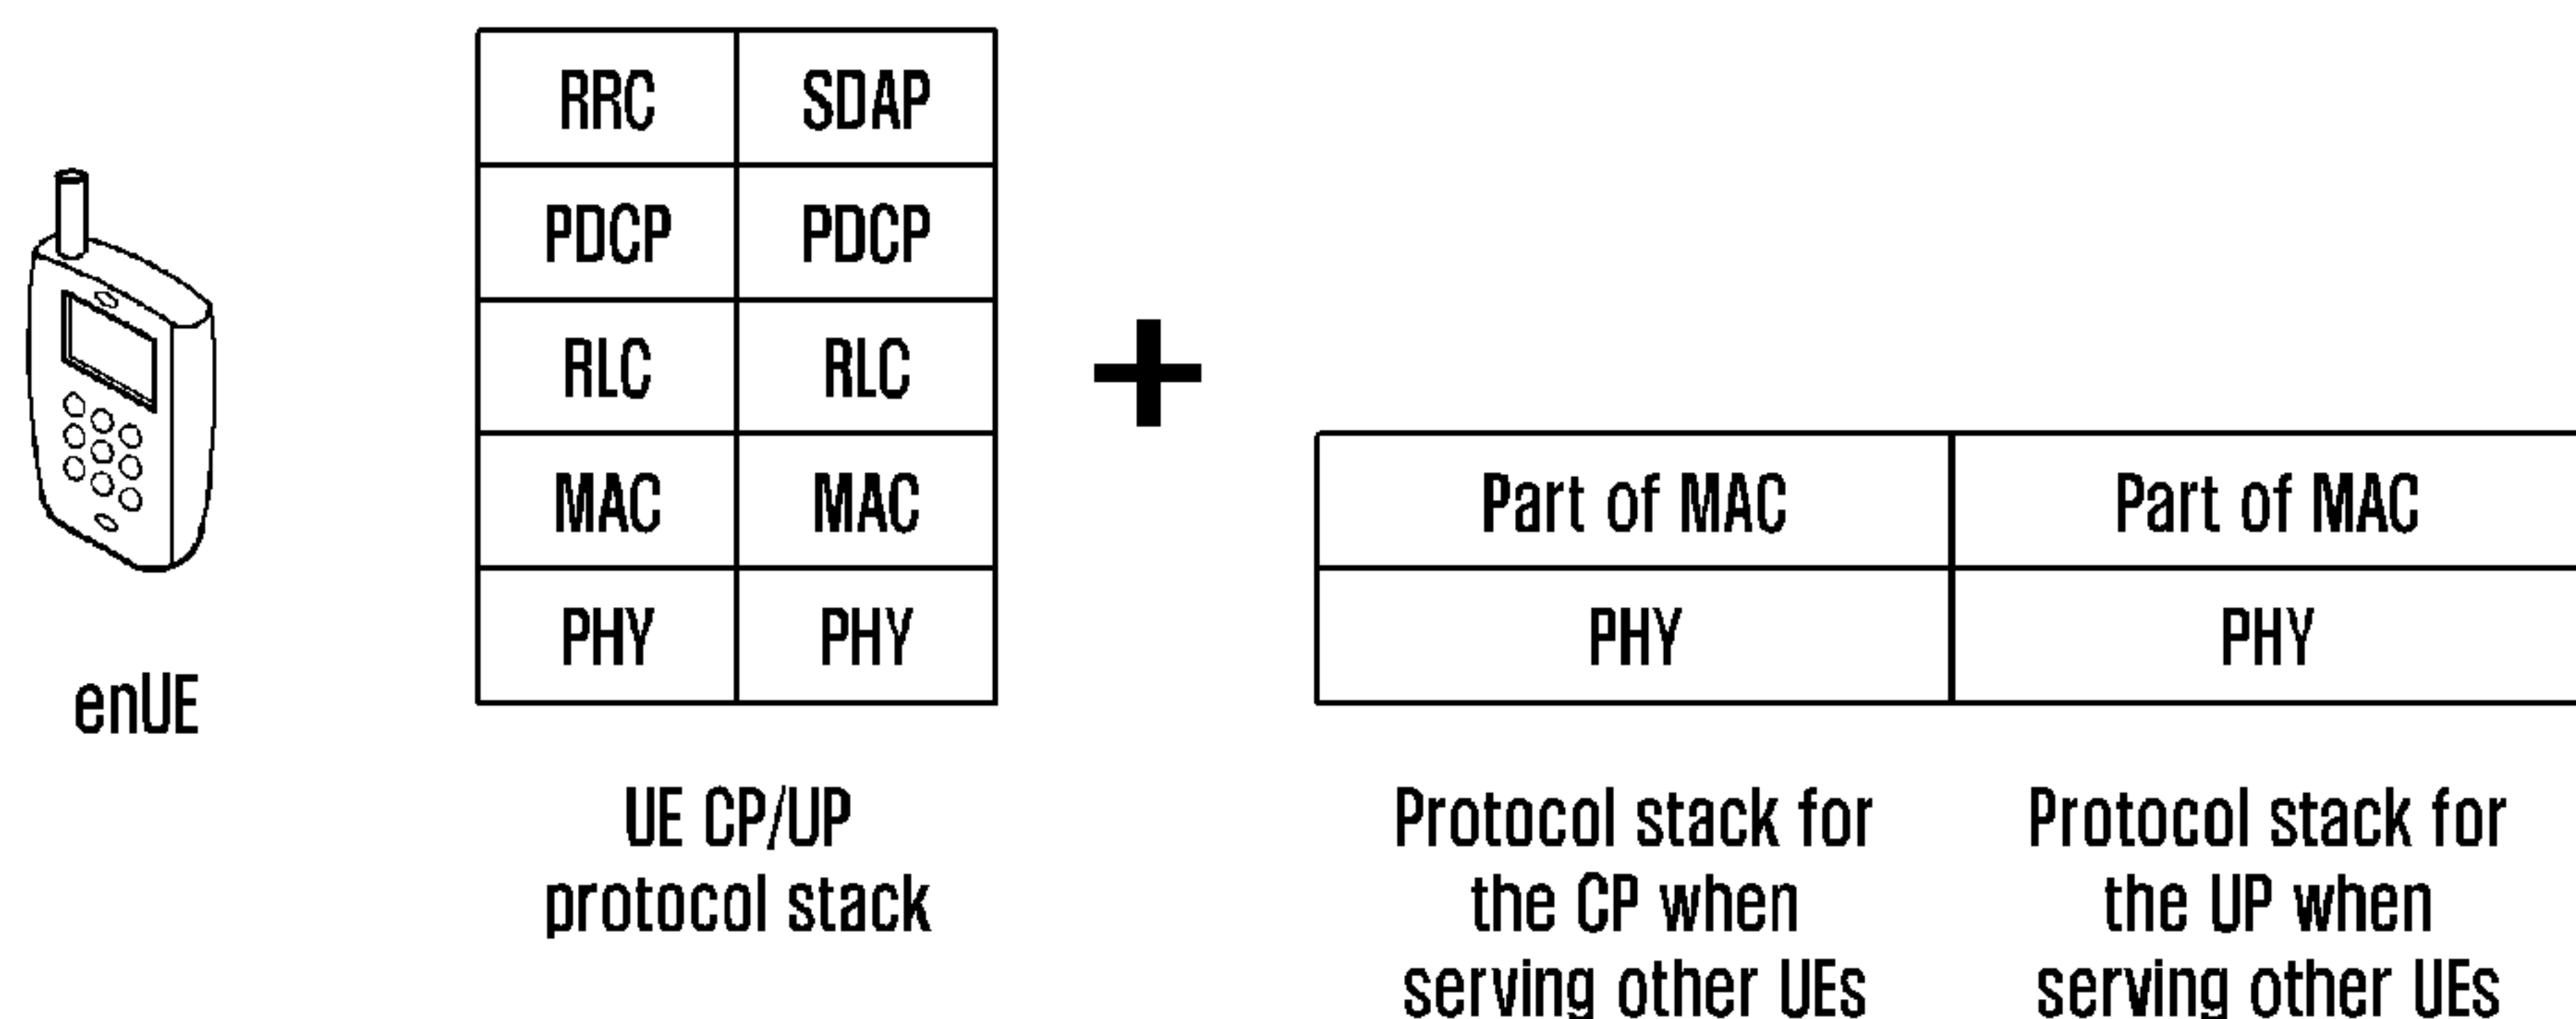 RRC SDAP
PDCP PDCP
RLC RLC
MAC MAC
PHY PHY
enUE
UE CP/UP
protocol stack
+
Part of MAC Part of MAC
PHY PHY
Protocol stack for
the CP when
serving other UEs
Protocol stack for
the UP when
serving other UEs